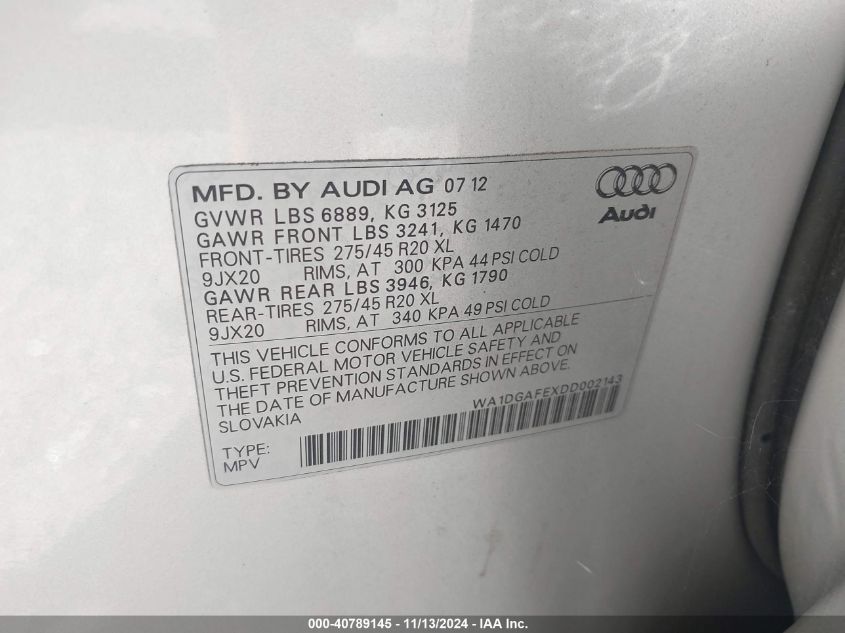 MFD. BY AUDI AG 07 12
Audi
GVWR LBS 6889, KG 3125
GAWR FRONT LBS 3241, KG 1470
FRONT-TIRES 275/45 R20 XL
9JX20 RIMS, AT 300 KPA 44 PSI COLD
GAWR REAR LBS 3946, KG 1790
REAR-TIRES 275/45 R20 XL
9JX20 RIMS, AT 340 KPA 49 PSI COLD
THIS VEHICLE CONFORMS TO ALL APPLICABLE
U.S. FEDERAL MOTOR VEHICLE SAFETY AND
THEFT PREVENTION STANDARDS IN EFFECT ON
THE DATE OF MANUFACTURE SHOWN ABOVE.
SLOVAKIA
WA1DGAFEXDD002143
TYPE:
MPV
000-40789145 - 11/13/2024 - IAA Inc.